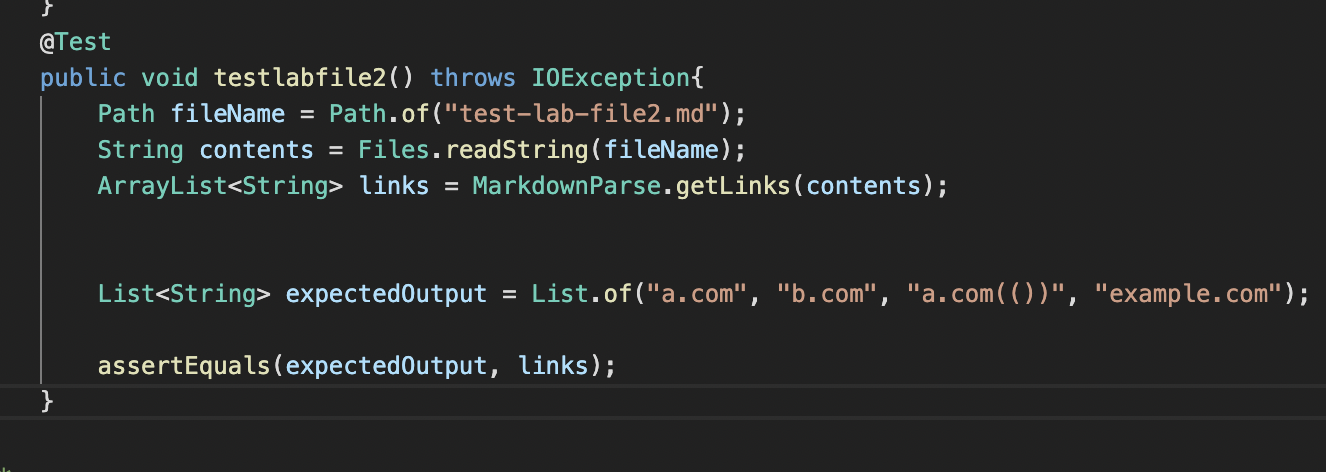 }
@Test
public void testlabfile2() throws IOException{
Path fileName = Path.of("test-lab-file2.md");
String contents = Files.readString(fileName);
ArrayList<String> links = MarkdownParse.getLinks(contents);
List<String> expectedOutput = List.of("a.com", "b.com", "a.com(())", "example.com");
assertEquals(expectedOutput, links);
}